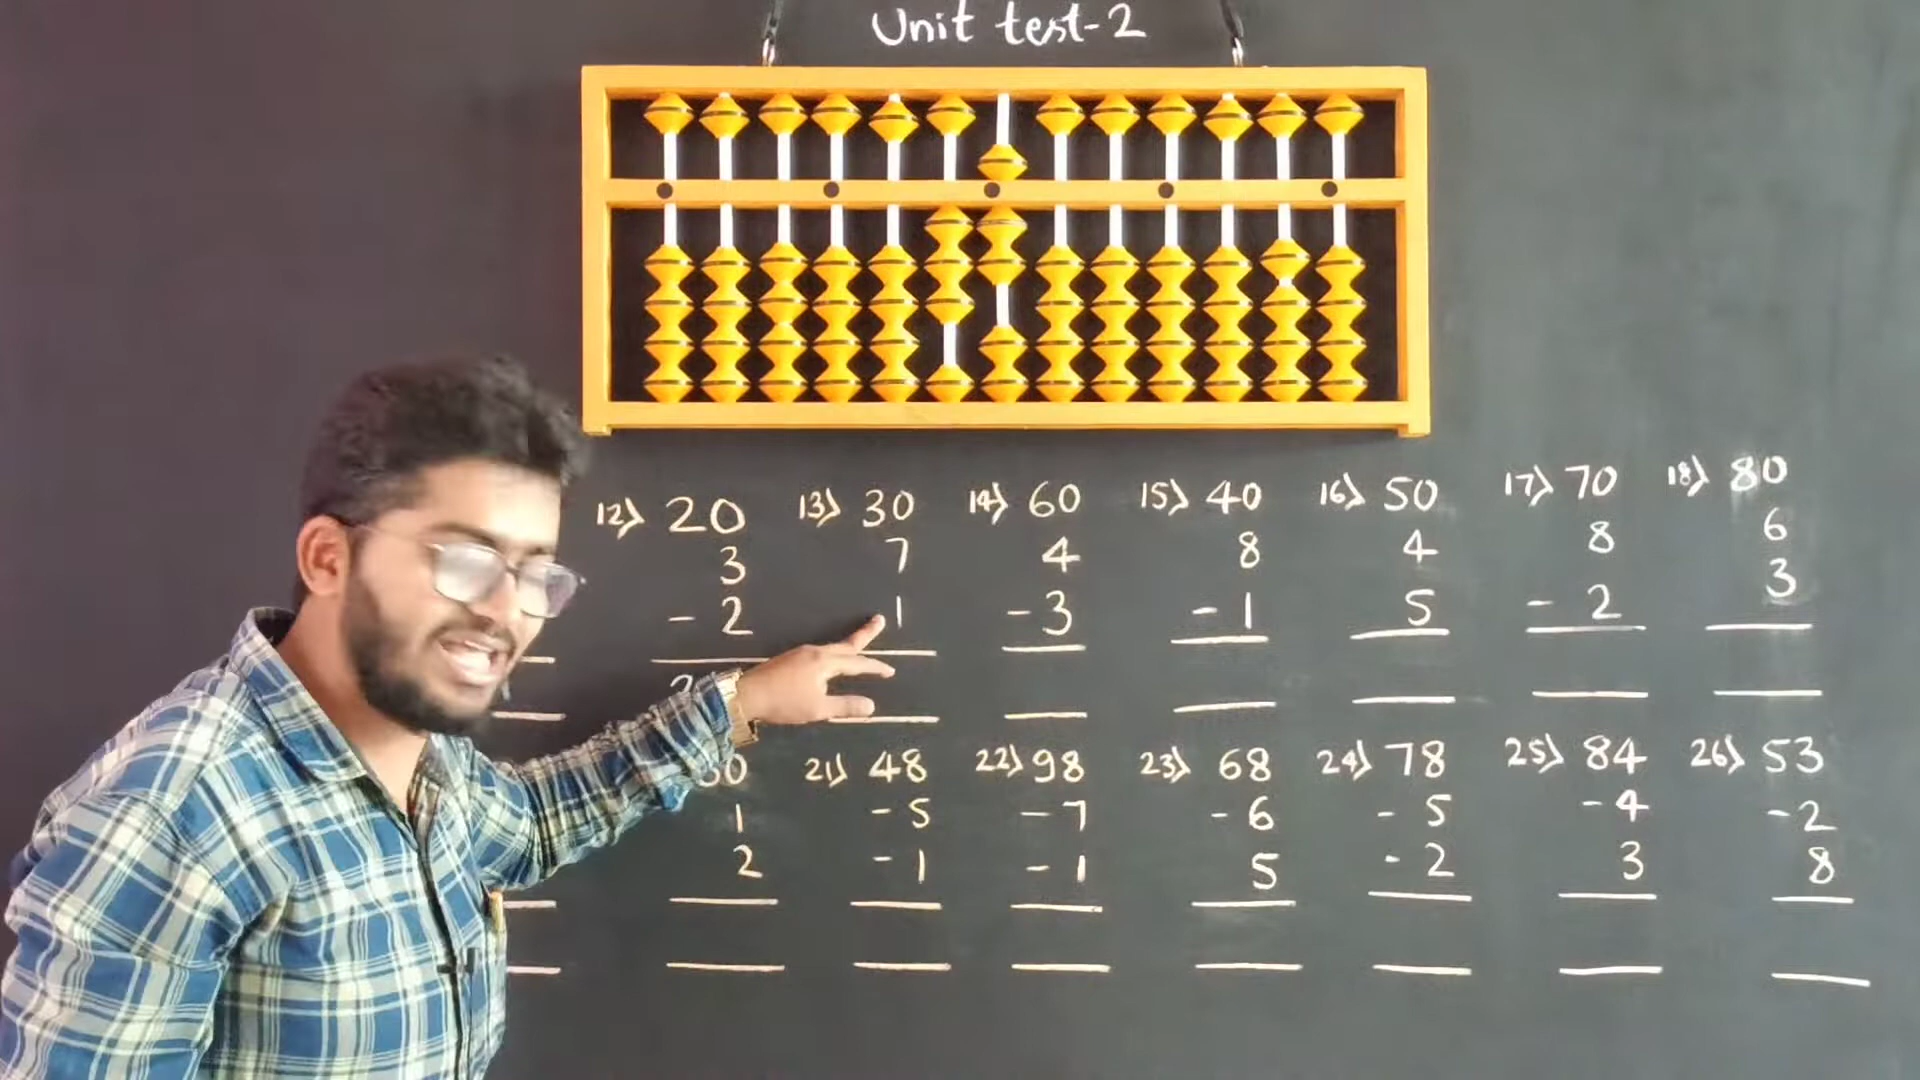 Unit test-2
12) 20 13) 30 14) 60 15) 40 16) 50 17) 70 18) 80
3 7 4 8 4 8 6
- 2 1 - 3 - 1 5 - 2 3
2
0 21) 48 22) 98 23) 68 24) 78 25) 84 26) 53
1 - 5 - 7 - 6 - 5 - 4 - 2
2 - 1 - 1 5 - 2 3 8